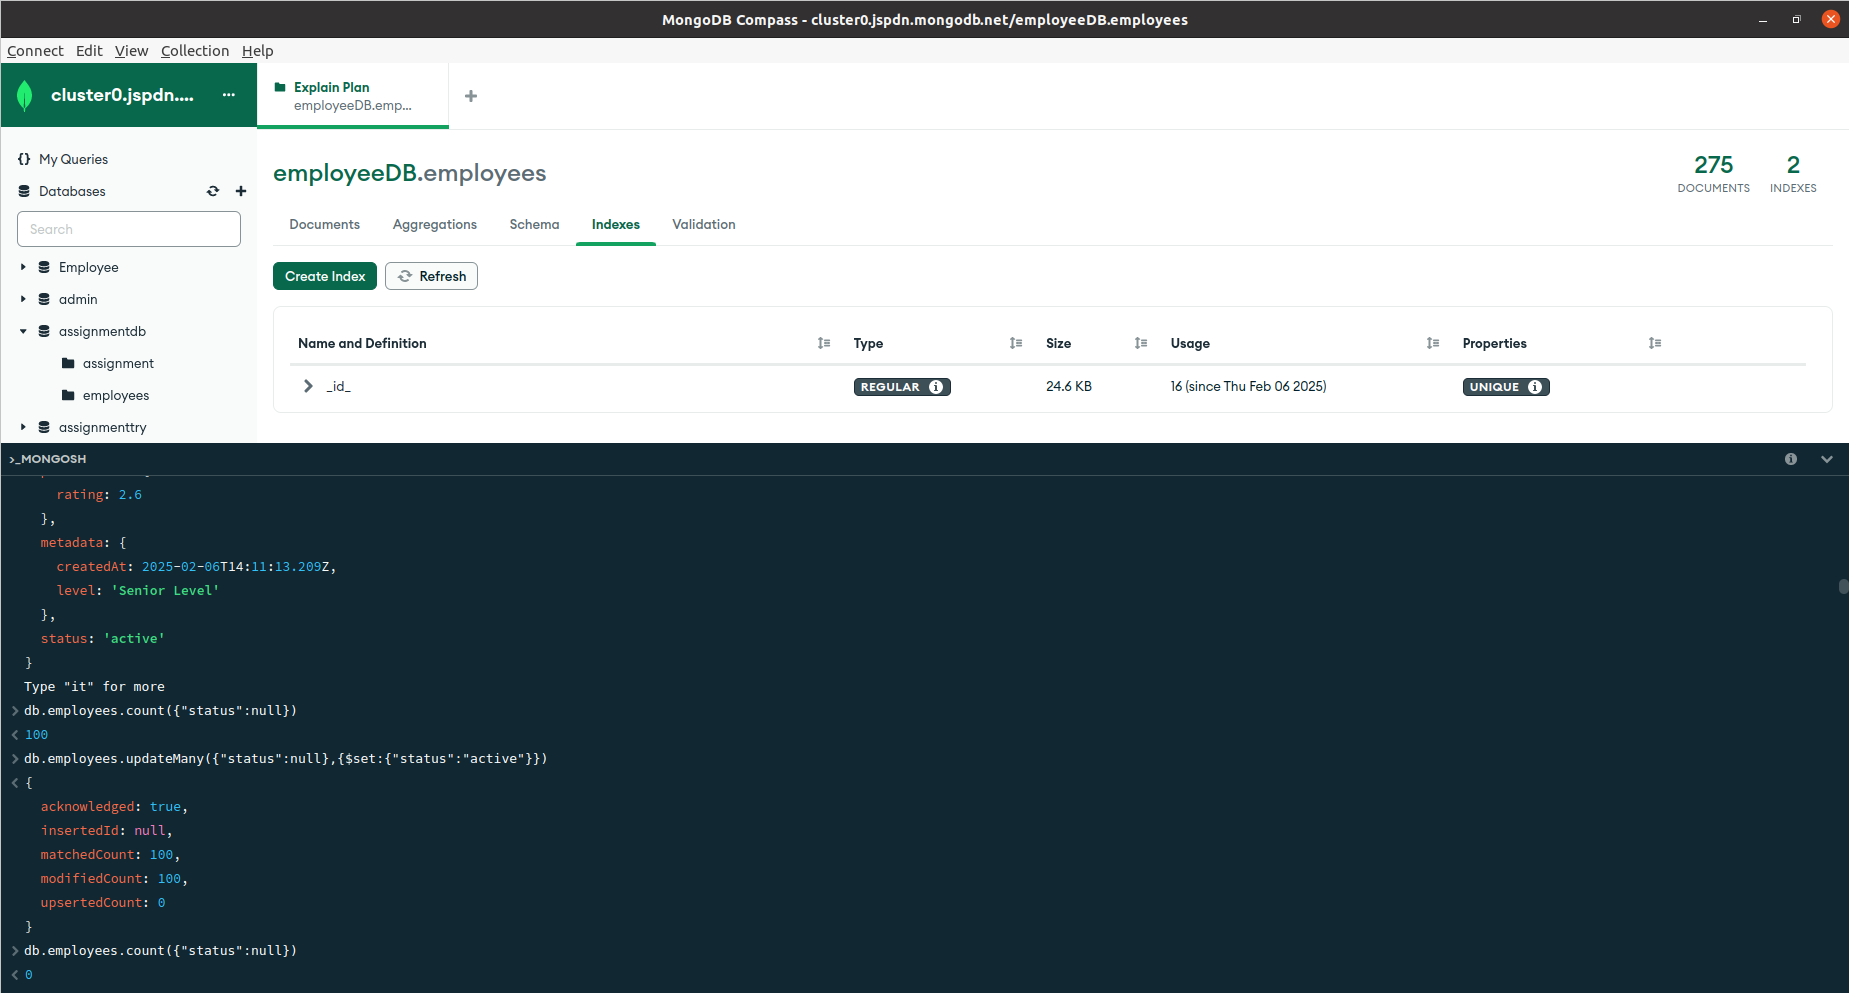 MongoDB Compass - cluster0.jspdn.mongodb.net/employeeDB.employees
Connect Edit View Collection Help
cluster0.jspdn.... ...
Explain Plan
employeeDB.emp...
+
{} My Queries
Databases
Search
Employee
admin
assignmentdb
assignment
employees
assignmenttry
employeeDB.employees
275
DOCUMENTS
2
INDEXES
Documents Aggregations Schema Indexes Validation
Create Index Refresh
Name and Definition Type Size Usage Properties
_id_ REGULAR 24.6 KB 16 (since Thu Feb 06 2025) UNIQUE
>_MONGOSH
rating: 2.6
},
metadata: {
createdAt: 2025-02-06T14:11:13.209Z,
level: 'Senior Level'
},
status: 'active'
}
Type "it" for more
> db.employees.count({"status":null})
< 100
> db.employees.updateMany({"status":null},{$set:{"status":"active"}})
< {
acknowledged: true,
insertedId: null,
matchedCount: 100,
modifiedCount: 100,
upsertedCount: 0
}
> db.employees.count({"status":null})
< 0